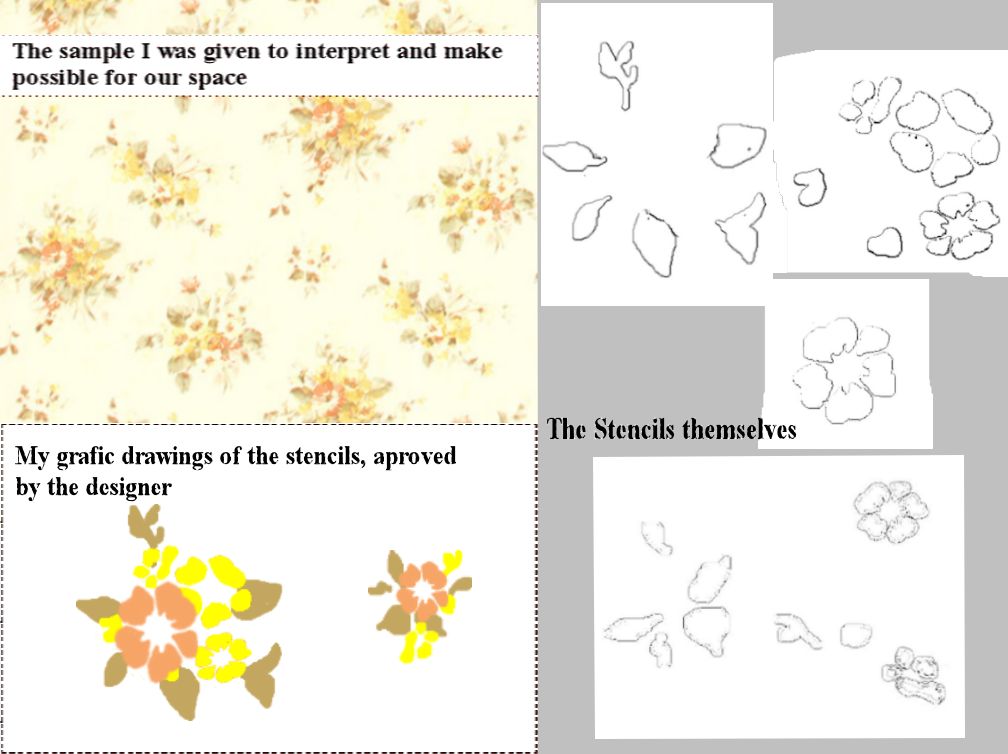 The sample I was given to interpret and make
possible for our space
My grafic drawings of the stencils, aproved
by the designer
The Stencils themselves